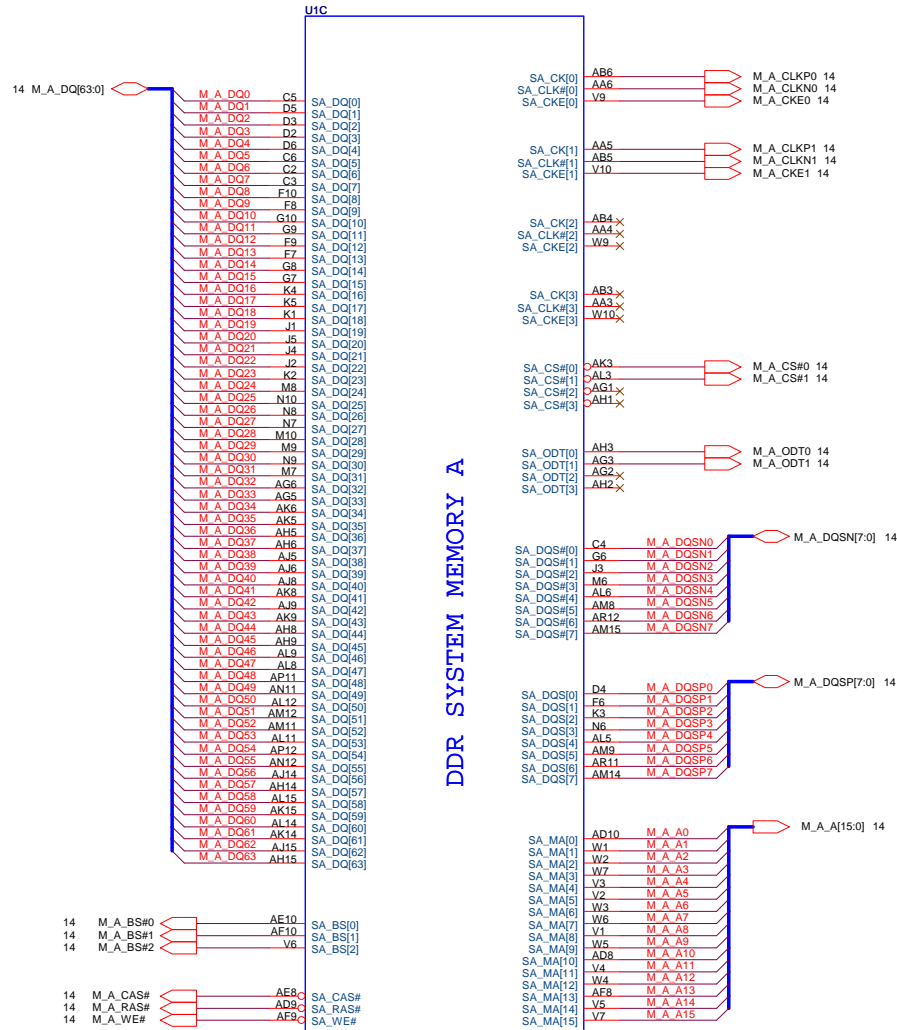 U1C
14 M_A_DQ[63:0]
M_A_DQ0 C5 SA_DQ[0]
M_A_DQ1 D5 SA_DQ[1]
M_A_DQ2 D3 SA_DQ[2]
M_A_DQ3 D2 SA_DQ[3]
M_A_DQ4 D6 SA_DQ[4]
M_A_DQ5 C6 SA_DQ[5]
M_A_DQ6 C2 SA_DQ[6]
M_A_DQ7 C3 SA_DQ[7]
M_A_DQ8 F10 SA_DQ[8]
M_A_DQ9 F8 SA_DQ[9]
M_A_DQ10 G10 SA_DQ[10]
M_A_DQ11 G9 SA_DQ[11]
M_A_DQ12 F9 SA_DQ[12]
M_A_DQ13 F7 SA_DQ[13]
M_A_DQ14 G8 SA_DQ[14]
M_A_DQ15 G7 SA_DQ[15]
M_A_DQ16 K4 SA_DQ[16]
M_A_DQ17 K5 SA_DQ[17]
M_A_DQ18 K1 SA_DQ[18]
M_A_DQ19 J1 SA_DQ[19]
M_A_DQ20 J5 SA_DQ[20]
M_A_DQ21 J4 SA_DQ[21]
M_A_DQ22 J2 SA_DQ[22]
M_A_DQ23 K2 SA_DQ[23]
M_A_DQ24 M8 SA_DQ[24]
M_A_DQ25 N10 SA_DQ[25]
M_A_DQ26 N8 SA_DQ[26]
M_A_DQ27 N7 SA_DQ[27]
M_A_DQ28 M10 SA_DQ[28]
M_A_DQ29 M9 SA_DQ[29]
M_A_DQ30 N9 SA_DQ[30]
M_A_DQ31 M7 SA_DQ[31]
M_A_DQ32 AG6 SA_DQ[32]
M_A_DQ33 AG5 SA_DQ[33]
M_A_DQ34 AK6 SA_DQ[34]
M_A_DQ35 AK5 SA_DQ[35]
M_A_DQ36 AH5 SA_DQ[36]
M_A_DQ37 AH6 SA_DQ[37]
M_A_DQ38 AJ5 SA_DQ[38]
M_A_DQ39 AJ6 SA_DQ[39]
M_A_DQ40 AJ8 SA_DQ[40]
M_A_DQ41 AK8 SA_DQ[41]
M_A_DQ42 AJ9 SA_DQ[42]
M_A_DQ43 AK9 SA_DQ[43]
M_A_DQ44 AH8 SA_DQ[44]
M_A_DQ45 AH9 SA_DQ[45]
M_A_DQ46 AL9 SA_DQ[46]
M_A_DQ47 AL8 SA_DQ[47]
M_A_DQ48 AP11 SA_DQ[48]
M_A_DQ49 AN11 SA_DQ[49]
M_A_DQ50 AL12 SA_DQ[50]
M_A_DQ51 AM12 SA_DQ[51]
M_A_DQ52 AM11 SA_DQ[52]
M_A_DQ53 AL11 SA_DQ[53]
M_A_DQ54 AP12 SA_DQ[54]
M_A_DQ55 AN12 SA_DQ[55]
M_A_DQ56 AJ14 SA_DQ[56]
M_A_DQ57 AH14 SA_DQ[57]
M_A_DQ58 AL15 SA_DQ[58]
M_A_DQ59 AK15 SA_DQ[59]
M_A_DQ60 AL14 SA_DQ[60]
M_A_DQ61 AK14 SA_DQ[61]
M_A_DQ62 AJ15 SA_DQ[62]
M_A_DQ63 AH15 SA_DQ[63]
14 M_A_BS#0 AE10 SA_BS[0]
14 M_A_BS#1 AF10 SA_BS[1]
14 M_A_BS#2 V6 SA_BS[2]
14 M_A_CAS# AE8 SA_CAS#
14 M_A_RAS# AD9 SA_RAS#
14 M_A_WE# AF9 SA_WE#
DDR SYSTEM MEMORY A
SA_CK[0] AB6 M_A_CLKP0 14
SA_CLK#[0] AA6 M_A_CLKN0 14
SA_CKE[0] V9 M_A_CKE0 14
SA_CK[1] AA5 M_A_CLKP1 14
SA_CLK#[1] AB5 M_A_CLKN1 14
SA_CKE[1] V10 M_A_CKE1 14
SA_CK[2] AB4
SA_CLK#[2] AA4
SA_CKE[2] W9
SA_CK[3] AB3
SA_CLK#[3] AA3
SA_CKE[3] W10
SA_CS#[0] AK3 M_A_CS#0 14
SA_CS#[1] AL3 M_A_CS#1 14
SA_CS#[2] AG1
SA_CS#[3] AH1
SA_ODT[0] AH3 M_A_ODT0 14
SA_ODT[1] AG3 M_A_ODT1 14
SA_ODT[2] AG2
SA_ODT[3] AH2
M_A_DQSN[7:0] 14
SA_DQS#[0] C4 M_A_DQSN0
SA_DQS#[1] G6 M_A_DQSN1
SA_DQS#[2] J3 M_A_DQSN2
SA_DQS#[3] M6 M_A_DQSN3
SA_DQS#[4] AL6 M_A_DQSN4
SA_DQS#[5] AM8 M_A_DQSN5
SA_DQS#[6] AR12 M_A_DQSN6
SA_DQS#[7] AM15 M_A_DQSN7
M_A_DQSP[7:0] 14
SA_DQS[0] D4 M_A_DQSP0
SA_DQS[1] F6 M_A_DQSP1
SA_DQS[2] K3 M_A_DQSP2
SA_DQS[3] N6 M_A_DQSP3
SA_DQS[4] AL5 M_A_DQSP4
SA_DQS[5] AM9 M_A_DQSP5
SA_DQS[6] AR11 M_A_DQSP6
SA_DQS[7] AM14 M_A_DQSP7
M_A_A[15:0] 14
SA_MA[0] AD10 M_A_A0
SA_MA[1] W1 M_A_A1
SA_MA[2] W2 M_A_A2
SA_MA[3] W7 M_A_A3
SA_MA[4] V3 M_A_A4
SA_MA[5] V2 M_A_A5
SA_MA[6] W3 M_A_A6
SA_MA[7] W6 M_A_A7
SA_MA[8] V1 M_A_A8
SA_MA[9] W5 M_A_A9
SA_MA[10] AD8 M_A_A10
SA_MA[11] V4 M_A_A11
SA_MA[12] W4 M_A_A12
SA_MA[13] AF8 M_A_A13
SA_MA[14] V5 M_A_A14
SA_MA[15] V7 M_A_A15